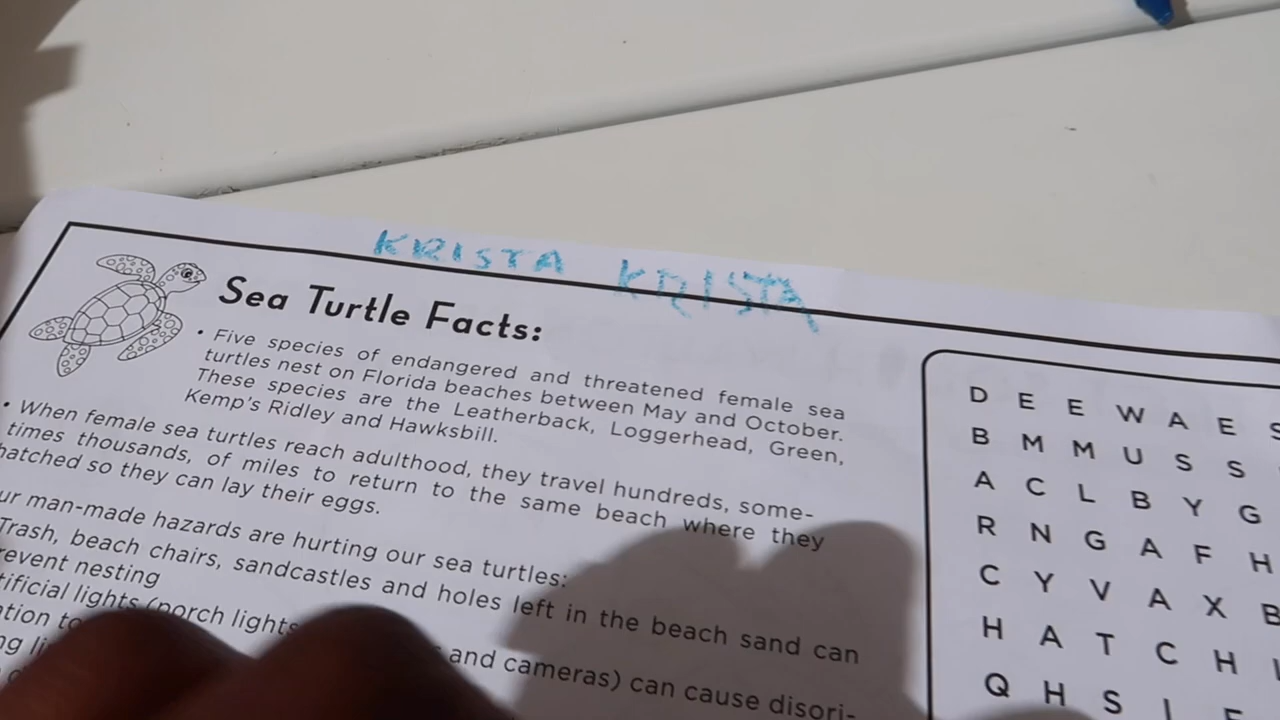 KRISTA KRISTA
Sea Turtle Facts:
• Five species of endangered and threatened female sea
turtles nest on Florida beaches between May and October.
These species are the Leatherback, Loggerhead, Green,
Kemp's Ridley and Hawksbill.
• When female sea turtles reach adulthood, they travel hundreds, some-
times thousands, of miles to return to the same beach where they
hatched so they can lay their eggs.
man-made hazards are hurting our sea turtles:
Trash, beach chairs, sandcastles and holes left in the beach sand can
nesting
lights (porch lights
and cameras) can cause disori-
D E E W A E S
B M M U S S
A C L B Y G
R N G A F H
C Y V A X B
H A T C H
Q H S